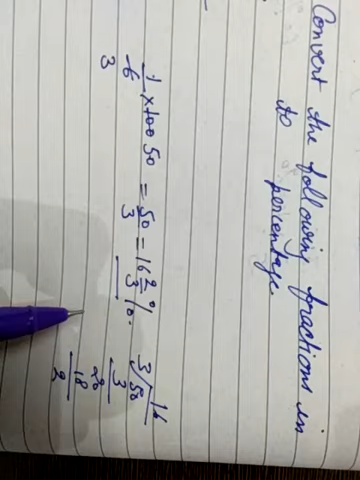 Convert the following fractions in
to percentage.
1/6 × 100 50 = 50/3 = 16 2/3 %.
3
16
3/50
3
20
18
2